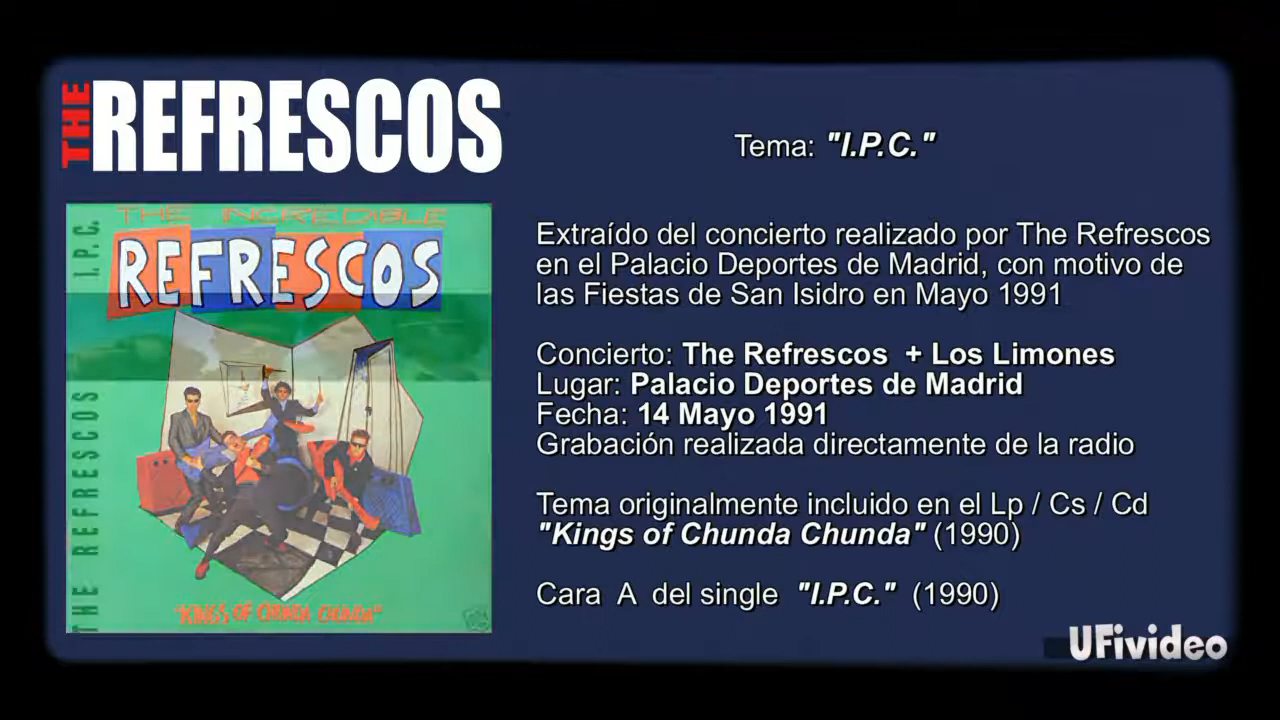 THE REFRESCOS
Tema: "I.P.C."
THE INCREDIBLE
REFRESCOS
I.P.C.
THE REFRESCOS
"KINGS OF CHUNDA CHUNDA"
Extraído del concierto realizado por The Refrescos
en el Palacio Deportes de Madrid, con motivo de
las Fiestas de San Isidro en Mayo 1991
Concierto: The Refrescos + Los Limones
Lugar: Palacio Deportes de Madrid
Fecha: 14 Mayo 1991
Grabación realizada directamente de la radio
Tema originalmente incluido en el Lp / Cs / Cd
"Kings of Chunda Chunda" (1990)
Cara A del single "I.P.C." (1990)
UFivideo